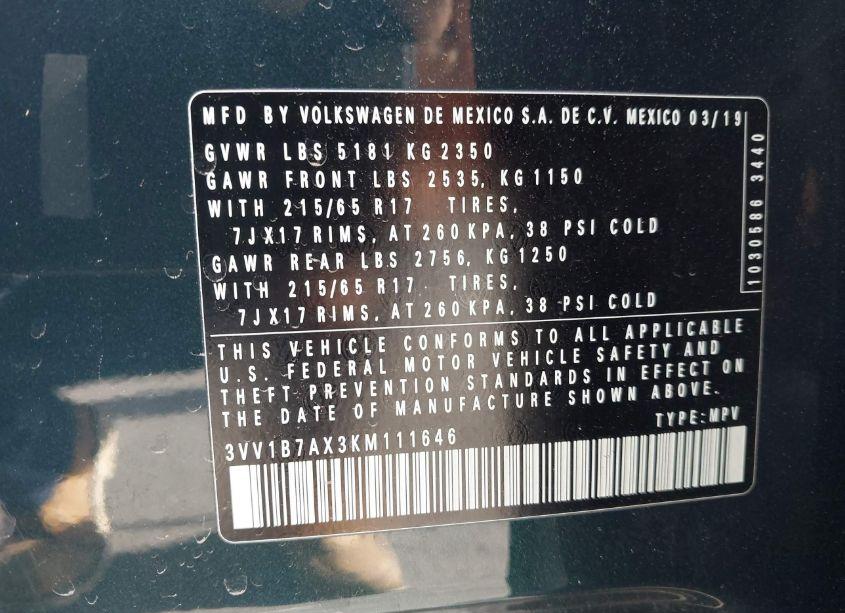 MFD BY VOLKSWAGEN DE MEXICO S.A. DE C.V. MEXICO 03/19
GVWR LBS 5181 KG 2350
GAWR FRONT LBS 2535, KG 1150
WITH 215/65 R17 TIRES,
7JX17 RIMS, AT 260 KPA, 38 PSI COLD
GAWR REAR LBS 2756, KG 1250
WITH 215/65 R17 TIRES,
7JX17 RIMS, AT 260 KPA, 38 PSI COLD
1030586 3440
THIS VEHICLE CONFORMS TO ALL APPLICABLE
U.S. FEDERAL MOTOR VEHICLE SAFETY AND
THEFT PREVENTION STANDARDS IN EFFECT ON
THE DATE OF MANUFACTURE SHOWN ABOVE.
TYPE: MPV
3VV1B7AX3KM111646